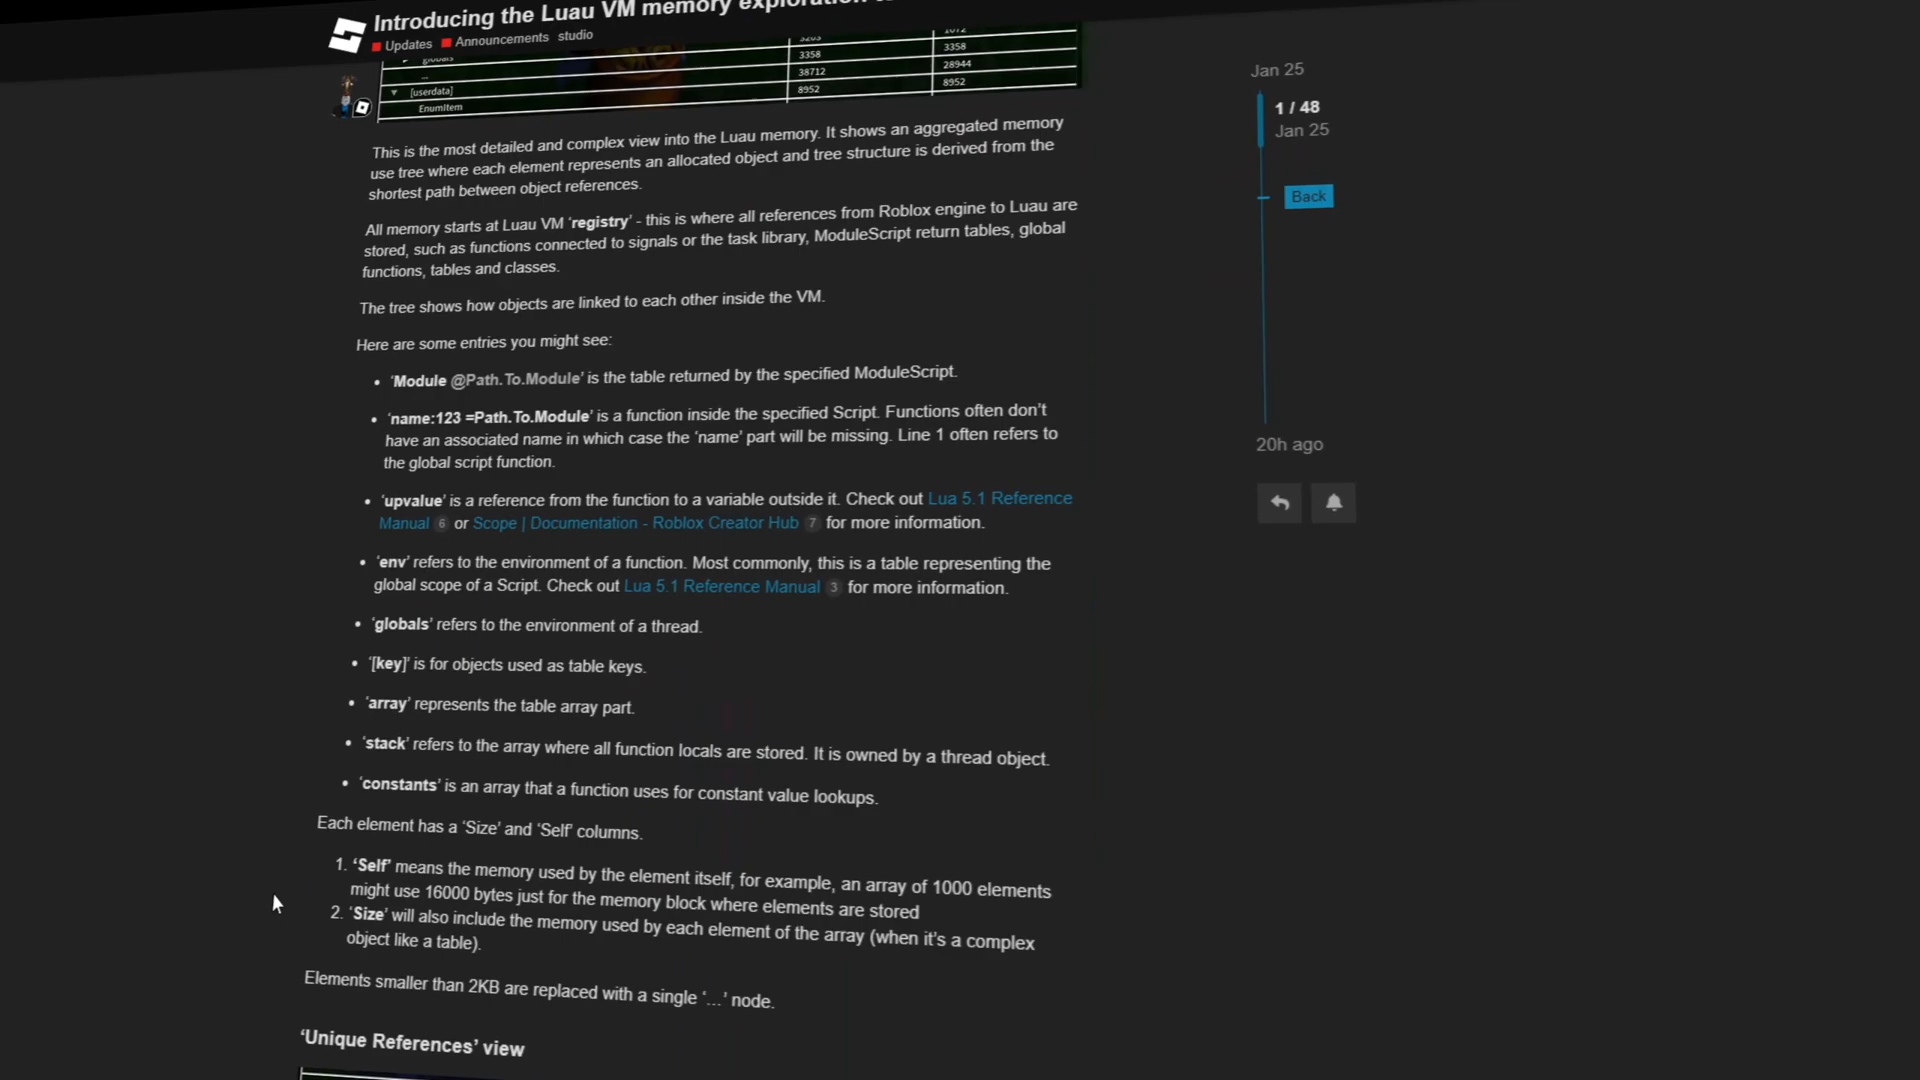 Introducing the Luau VM memory exploration
Updates Announcements studio
3358 3358
... 38712 28944
[userdata] 8952 8952
EnumItem
This is the most detailed and complex view into the Luau memory. It shows an aggregated memory
use tree where each element represents an allocated object and tree structure is derived from the
shortest path between object references.
All memory starts at Luau VM ‘registry’ - this is where all references from Roblox engine to Luau are
stored, such as functions connected to signals or the task library, ModuleScript return tables, global
functions, tables and classes.
The tree shows how objects are linked to each other inside the VM.
Here are some entries you might see:
• ‘Module @Path.To.Module’ is the table returned by the specified ModuleScript.
• ‘name:123 =Path.To.Module’ is a function inside the specified Script. Functions often don’t
have an associated name in which case the ‘name’ part will be missing. Line 1 often refers to
the global script function.
• ‘upvalue’ is a reference from the function to a variable outside it. Check out Lua 5.1 Reference
Manual 6 or Scope | Documentation - Roblox Creator Hub 7 for more information.
• ‘env’ refers to the environment of a function. Most commonly, this is a table representing the
global scope of a Script. Check out Lua 5.1 Reference Manual 3 for more information.
• ‘globals’ refers to the environment of a thread.
• ‘[key]’ is for objects used as table keys.
• ‘array’ represents the table array part.
• ‘stack’ refers to the array where all function locals are stored. It is owned by a thread object.
• ‘constants’ is an array that a function uses for constant value lookups.
Each element has a ‘Size’ and ‘Self’ columns.
1. ‘Self’ means the memory used by the element itself, for example, an array of 1000 elements
might use 16000 bytes just for the memory block where elements are stored
2. ‘Size’ will also include the memory used by each element of the array (when it’s a complex
object like a table).
Elements smaller than 2KB are replaced with a single ‘...’ node.
‘Unique References’ view
Jan 25
1 / 48
Jan 25
Back
20h ago